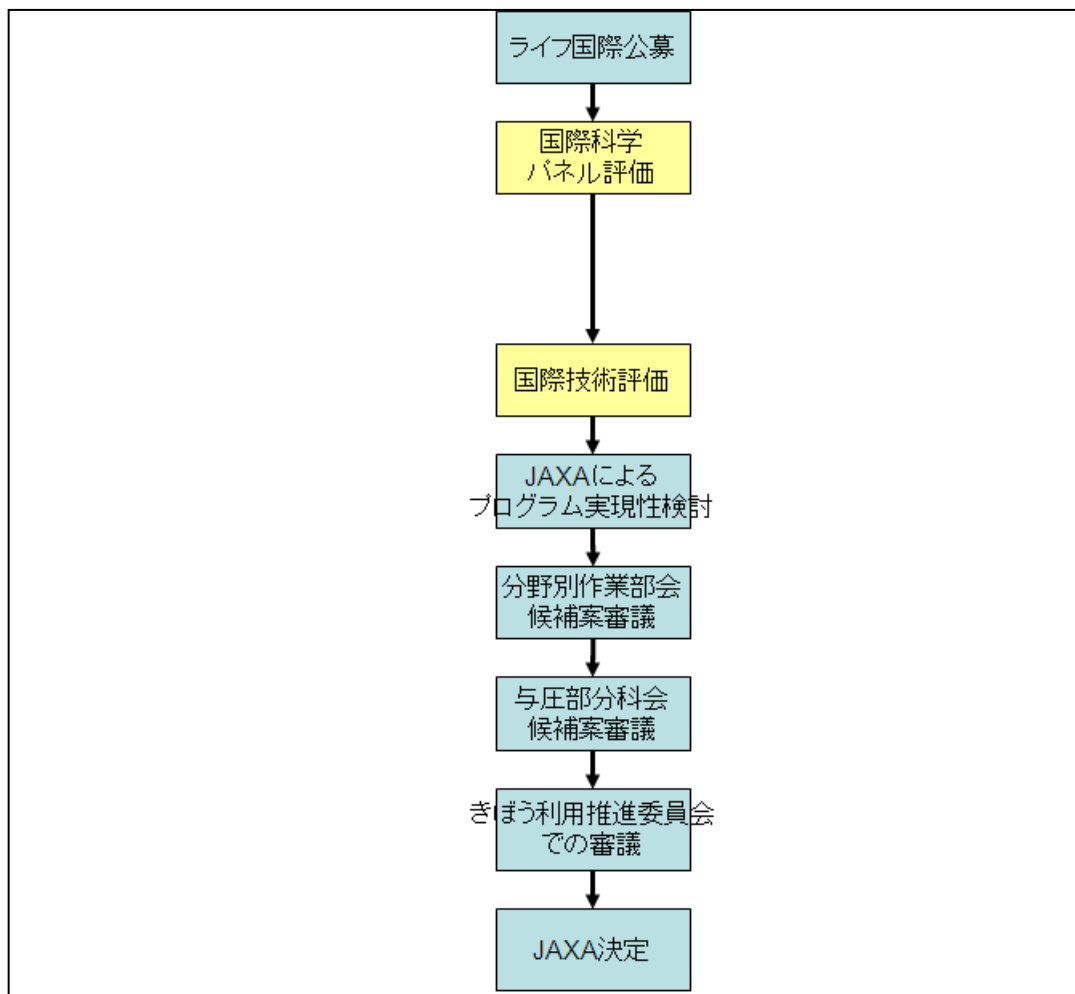 ライフ国際公募
国際科学
パネル評価
国際技術評価
JAXAによる
プログラム実現性検討
分野別作業部会
候補案審議
与圧部分科会
候補案審議
きぼう利用推進委員会
での審議
JAXA決定